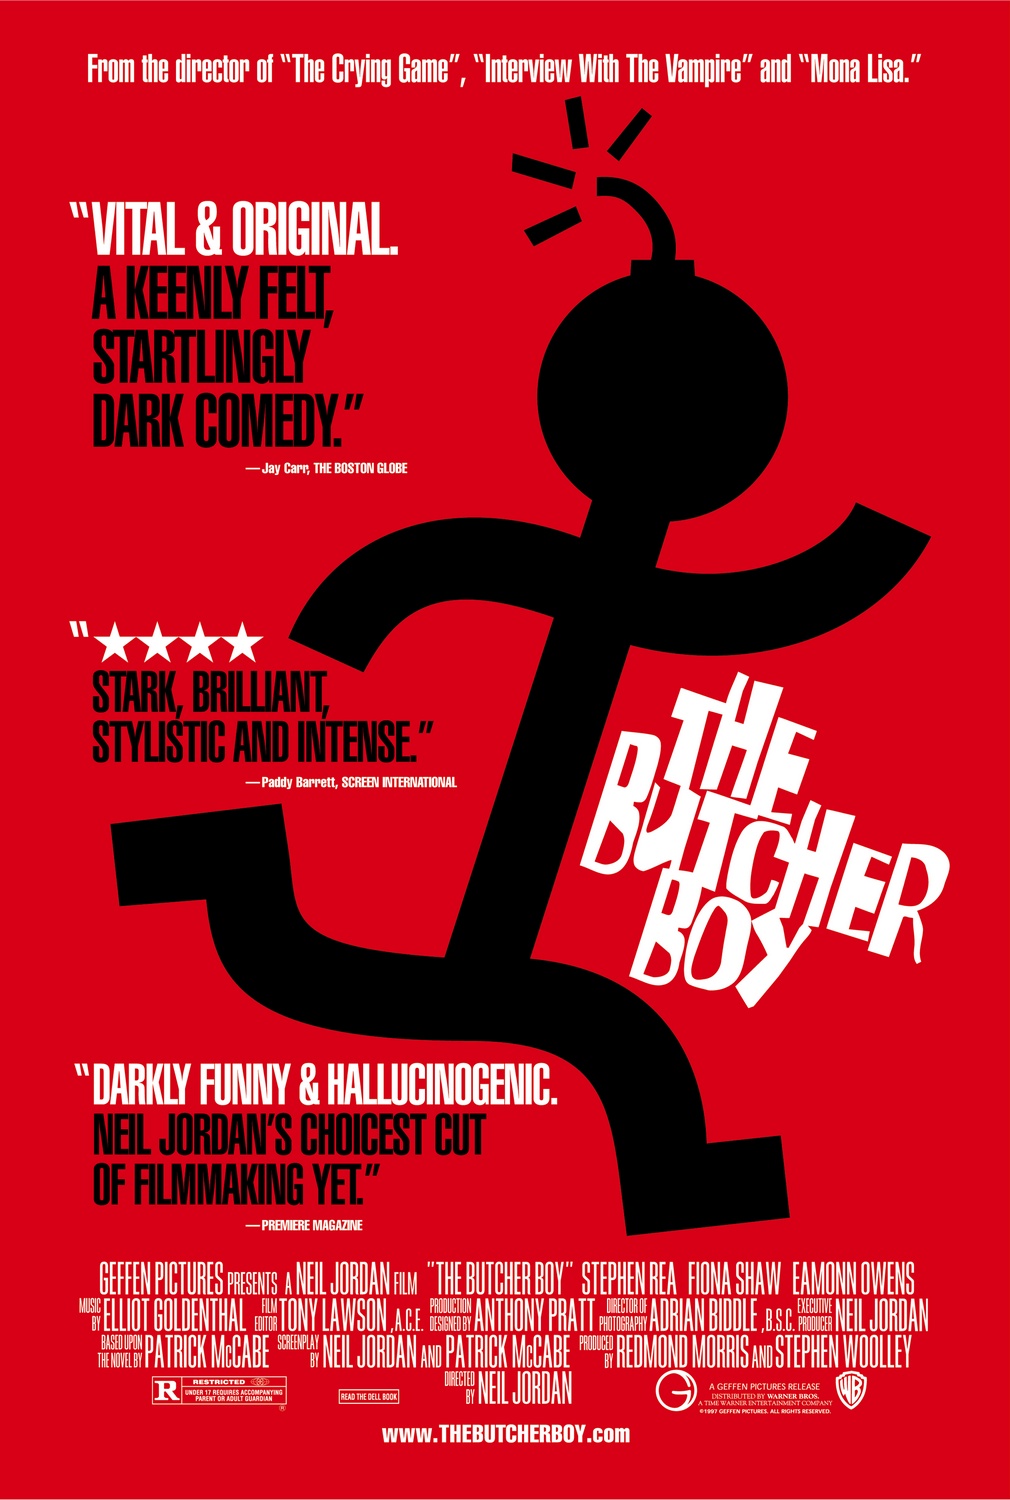 From the director of “The Crying Game”, “Interview With The Vampire” and “Mona Lisa.”
“VITAL & ORIGINAL.
A KEENLY FELT,
STARTLINGLY
DARK COMEDY.”
—Jay Carr, THE BOSTON GLOBE
“★★★★
STARK, BRILLIANT,
STYLISTIC AND INTENSE.”
—Paddy Barrett, SCREEN INTERNATIONAL
THE
BUTCHER
BOY
“DARKLY FUNNY & HALLUCINOGENIC.
NEIL JORDAN’S CHOICEST CUT
OF FILMMAKING YET.”
—PREMIERE MAGAZINE
GEFFEN PICTURES PRESENTS A NEIL JORDAN FILM "THE BUTCHER BOY" STEPHEN REA FIONA SHAW EAMONN OWENS
MUSIC BY ELLIOT GOLDENTHAL FILM EDITOR TONY LAWSON ,A.C.E. PRODUCTION DESIGNED BY ANTHONY PRATT DIRECTOR OF PHOTOGRAPHY ADRIAN BIDDLE ,B.S.C. EXECUTIVE PRODUCER NEIL JORDAN
BASED UPON THE NOVEL BY PATRICK McCABE SCREENPLAY BY NEIL JORDAN AND PATRICK McCABE PRODUCED BY REDMOND MORRIS AND STEPHEN WOOLLEY
DIRECTED BY NEIL JORDAN
R RESTRICTED
UNDER 17 REQUIRES ACCOMPANYING
PARENT OR ADULT GUARDIAN
®
READ THE DELL BOOK
G
A GEFFEN PICTURES RELEASE
DISTRIBUTED BY WARNER BROS.
A TIME WARNER ENTERTAINMENT COMPANY
©1997 GEFFEN PICTURES. ALL RIGHTS RESERVED.
WB
www.THEBUTCHERBOY.com